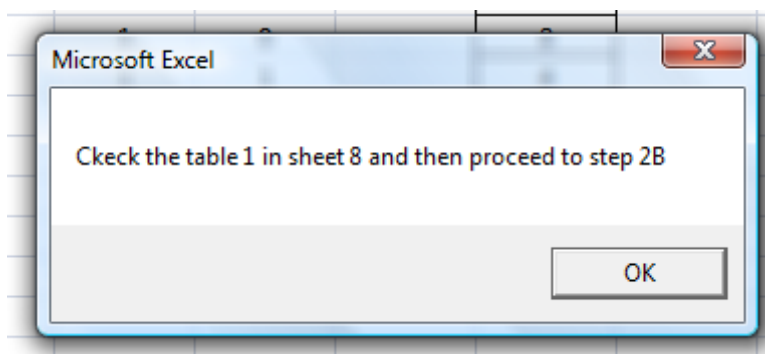 Microsoft Excel
Ckeck the table 1 in sheet 8 and then proceed to step 2B
OK